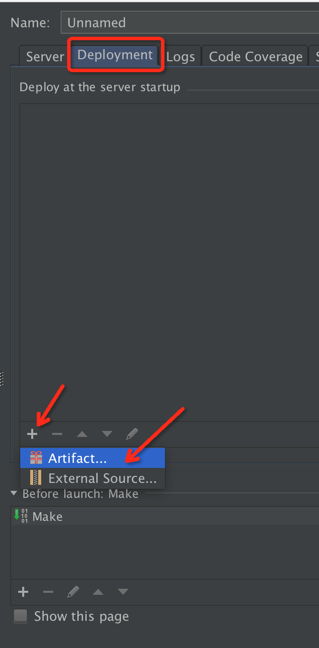 Name: Unnamed
Server Deployment Logs Code Coverage
Deploy at the server startup
Artifact...
External Source...
Before launch: Make
Make
Show this page